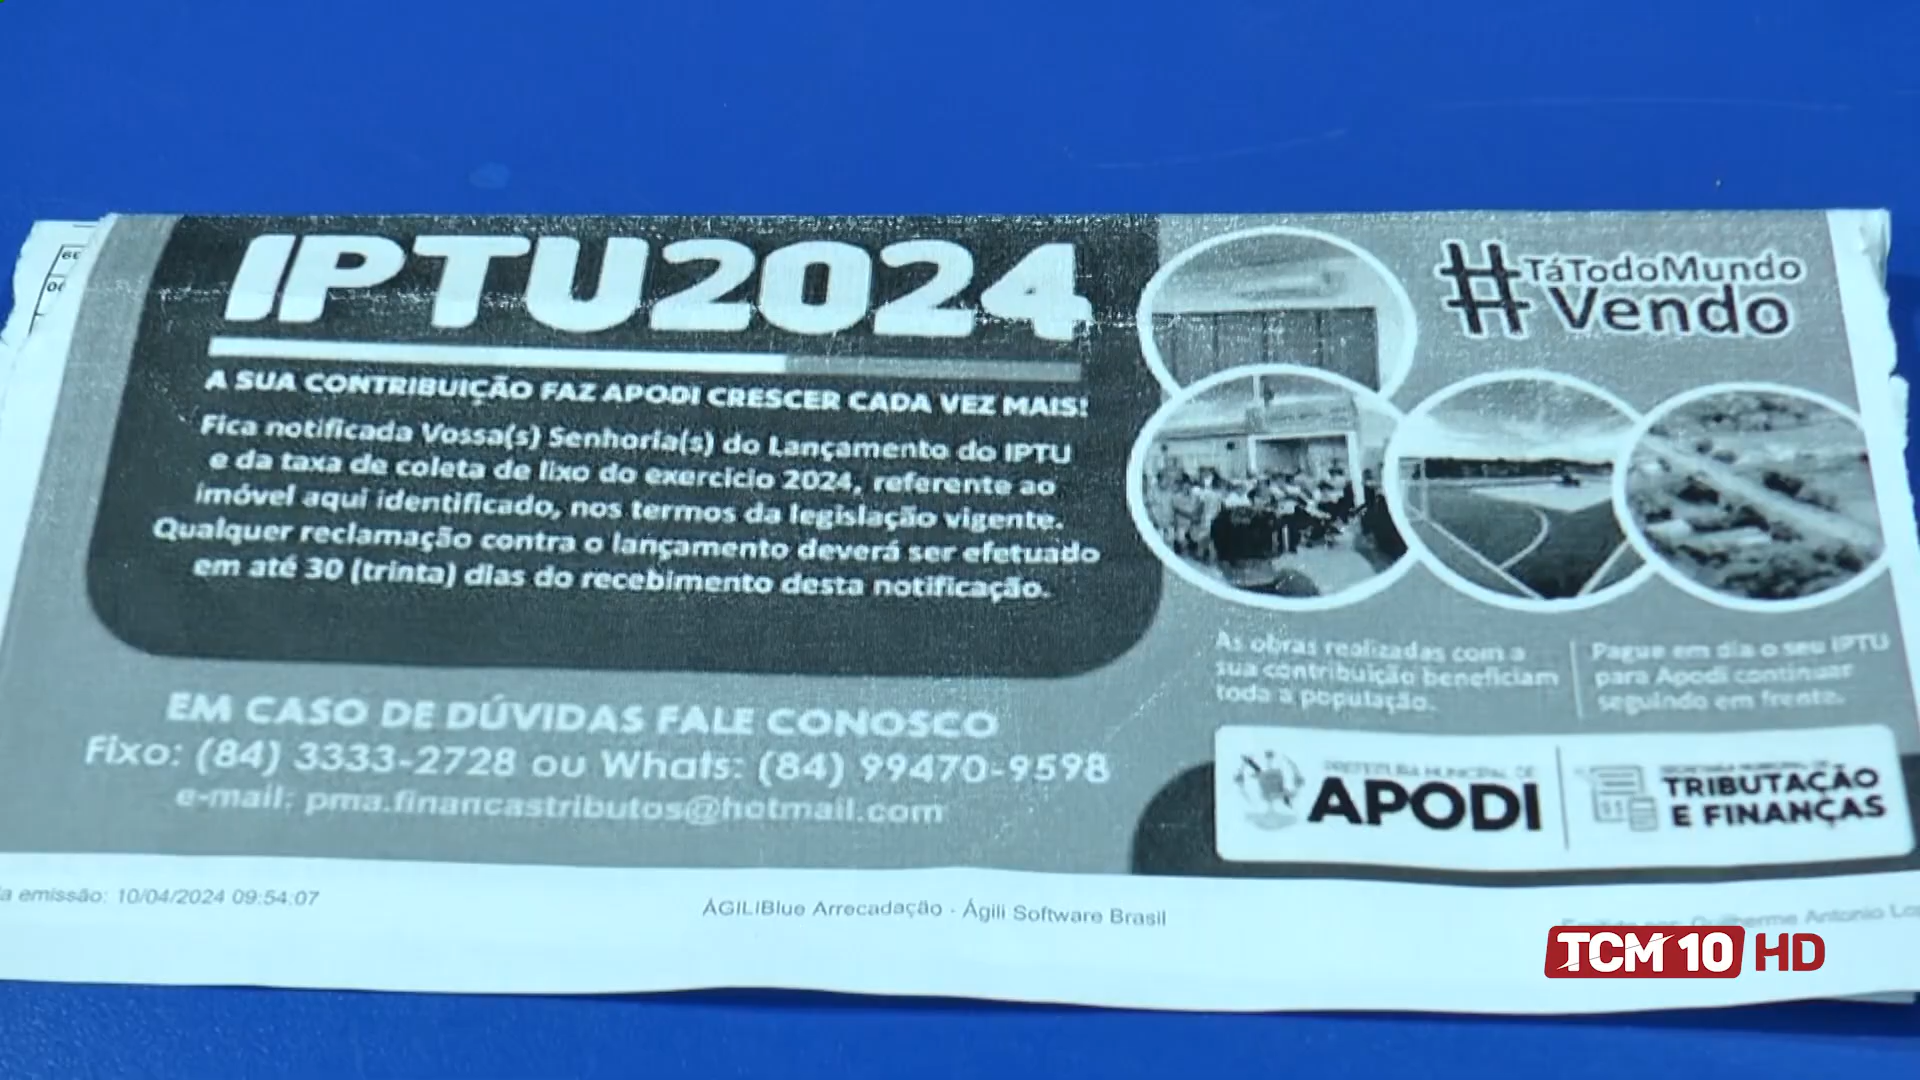 IPTU2024
A SUA CONTRIBUIÇÃO FAZ APODI CRESCER CADA VEZ MAIS!
Fica notificada Vossa(s) Senhoria(s) do Lançamento do IPTU
e da taxa de coleta de lixo do exercício 2024, referente ao
imóvel aqui identificado, nos termos da legislação vigente.
Qualquer reclamação contra o lançamento deverá ser efetuado
em até 30 (trinta) dias do recebimento desta notificação.
EM CASO DE DÚVIDAS FALE CONOSCO
Fixo: (84) 3333-2728 ou Whats: (84) 99470-9598
e-mail: pma.financastributos@hotmail.com
#TáTodoMundo
Vendo
As obras realizadas com a
sua contribuição beneficiam
toda a população.
Pague em dia o seu IPTU
para Apodi continuar
seguindo em frente.
PREFEITURA MUNICIPAL DE
APODI
TRIBUTAÇÃO
E FINANÇAS
emissão: 10/04/2024 09:54:07
ÁGILIBlue Arrecadação - Ágili Software Brasil
Guilherme Antonio
TCM 10 HD